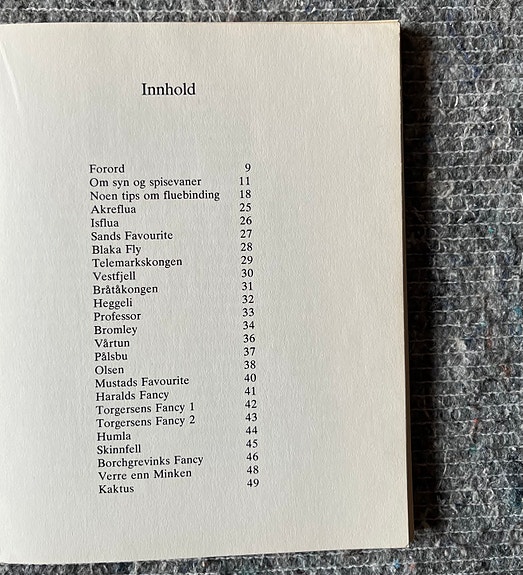 Innhold
Forord 9
Om syn og spisevaner 11
Noen tips om fluebinding 18
Akreflua 25
Isflua 26
Sands Favourite 27
Blaka Fly 28
Telemarkskongen 29
Vestfjell 30
Bråtåkongen 31
Heggeli 32
Professor 33
Bromley 34
Vårtun 36
Pålsbu 37
Olsen 38
Mustads Favourite 40
Haralds Fancy 41
Torgersens Fancy 1 42
Torgersens Fancy 2 43
Humla 44
Skinnfell 45
Borchgrevinks Fancy 46
Verre enn Minken 48
Kaktus 49